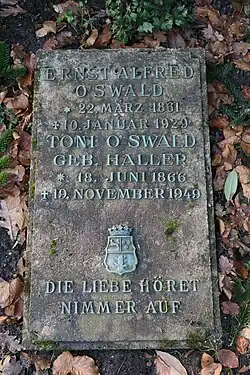 ERNST ALFRED
O'SWALD
* 22. MÄRZ 1831
+ 10. JANUAR 1929
TONI O'SWALD
GEB. HALLER
* 18. JUNI 1866
+ 19. NOVEMBER 1949
DIE LIEBE HÖRET
NIMMER AUF